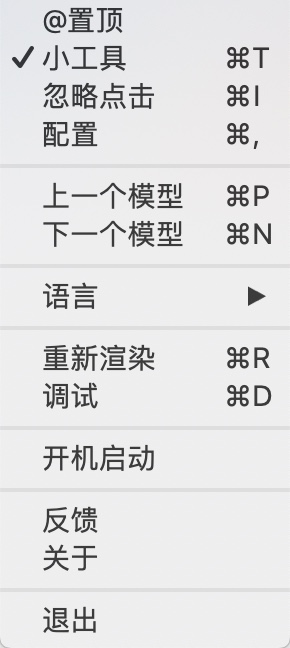 @置顶
✓ 小工具 ⌘T
忽略点击 ⌘I
配置 ⌘,
上一个模型 ⌘P
下一个模型 ⌘N
语言 ▶
重新渲染 ⌘R
调试 ⌘D
开机启动
反馈
关于
退出